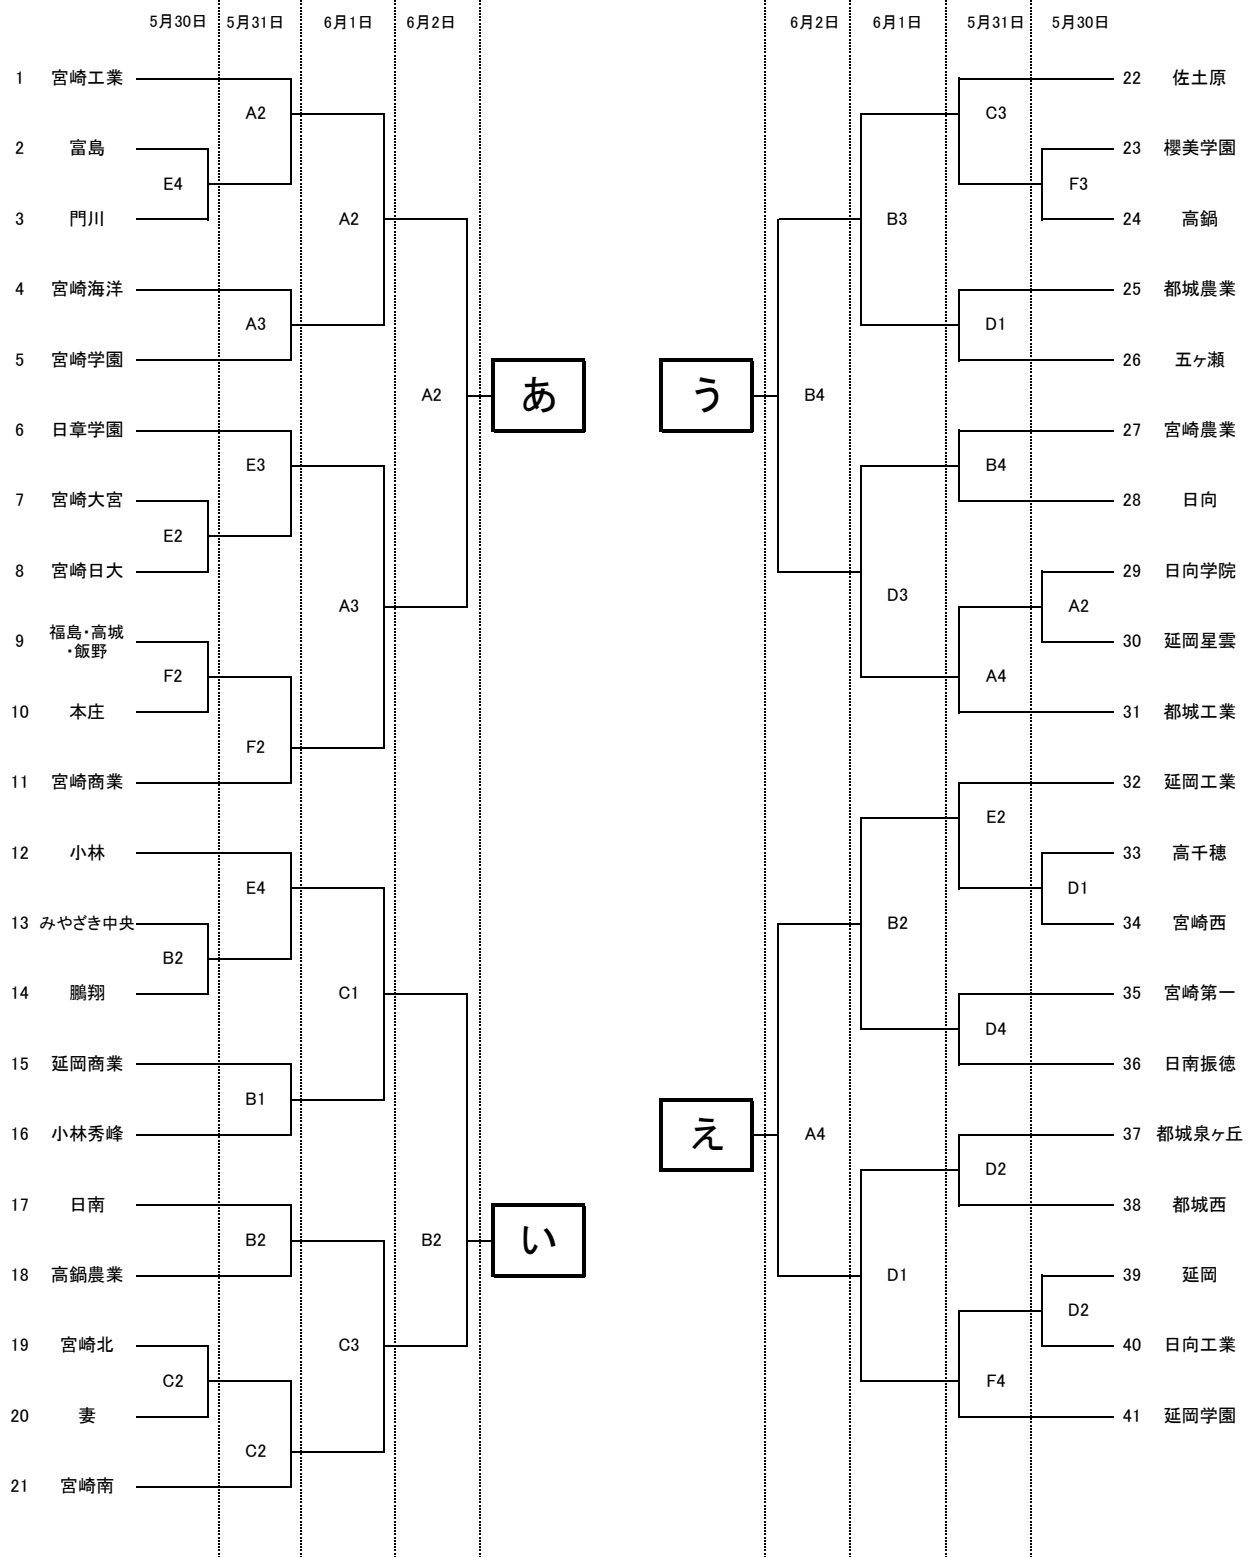 5月30日 5月31日 6月1日 6月2日
6月2日 6月1日 5月31日 5月30日
1 宮崎工業
A2
2 富島
E4
3 門川
A2
4 宮崎海洋
A3
5 宮崎学園
A2
あ
6 日章学園
E3
7 宮崎大宮
E2
8 宮崎日大
A3
9 福島・高城
・飯野
F2
10 本庄
F2
11 宮崎商業
12 小林
E4
13 みやざき中央
B2
14 鵬翔
C1
15 延岡商業
B1
16 小林秀峰
17 日南
B2
B2
い
18 高鍋農業
19 宮崎北
C3
C2
20 妻
C2
21 宮崎南
22 佐土原
C3
23 櫻美学園
F3
24 高鍋
B3
25 都城農業
D1
26 五ヶ瀬
う
B4
27 宮崎農業
B4
28 日向
29 日向学院
D3
A2
30 延岡星雲
A4
31 都城工業
32 延岡工業
E2
33 高千穂
D1
34 宮崎西
B2
35 宮崎第一
D4
36 日南振徳
え
A4
37 都城泉ヶ丘
D2
38 都城西
39 延岡
D1
D2
40 日向工業
F4
41 延岡学園